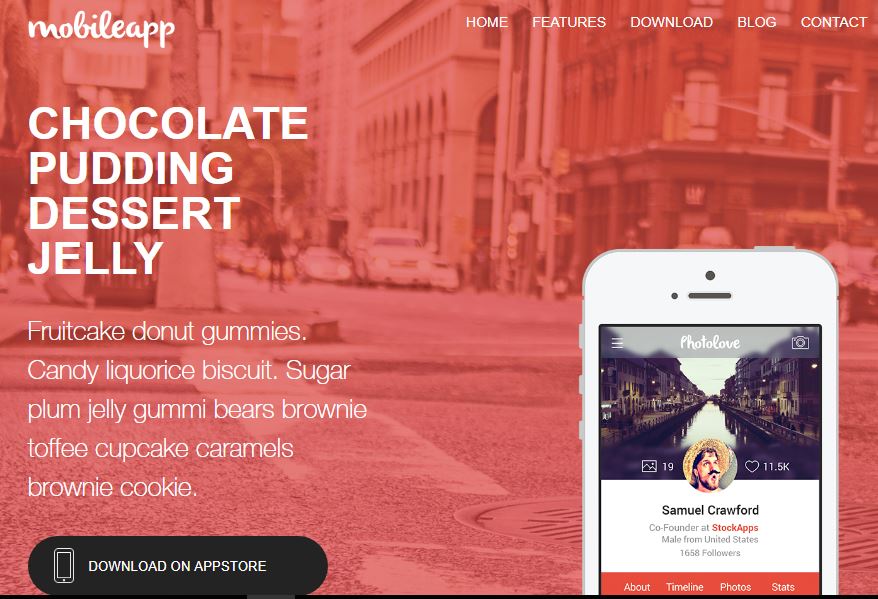 mobileapp
HOME FEATURES DOWNLOAD BLOG CONTACT
CHOCOLATE
PUDDING
DESSERT
JELLY
Fruitcake donut gummies.
Candy liquorice biscuit. Sugar
plum jelly gummi bears brownie
toffee cupcake caramels
brownie cookie.
DOWNLOAD ON APPSTORE
Photolove
19 11.5K
Samuel Crawford
Co-Founder at StockApps
Male from United States
1658 Followers
About Timeline Photos Stats